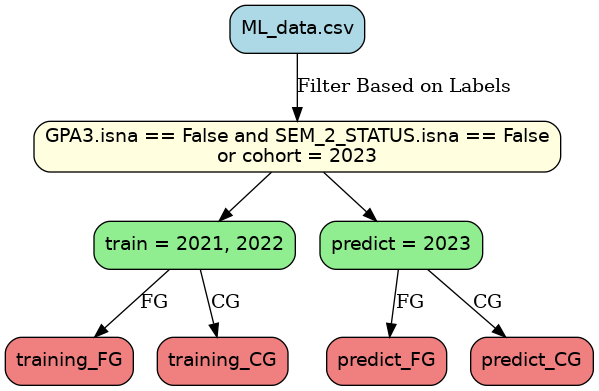 ML_data.csv
Filter Based on Labels
GPA3.isna == False and SEM_2_STATUS.isna == False
or cohort = 2023
train = 2021, 2022
predict = 2023
FG
CG
FG
CG
training_FG
training_CG
predict_FG
predict_CG